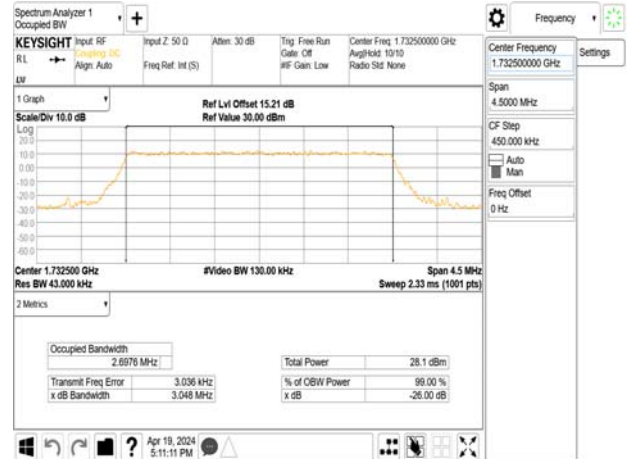 Spectrum Analyzer 1
Occupied BW
Frequency
KEYSIGHT Input: RF Input Z: 50 Ω Atten: 30 dB Trig: Free Run Center Freq: 1.732500000 GHz
RL Coupling: DC Gate: Off Avg|Hold: 10/10
Align: Auto Freq Ref: Int (S) #IF Gain: Low Radio Std: None
1 Graph
Ref Lvl Offset 15.21 dB
Scale/Div 10.0 dB Ref Value 30.00 dBm
Log
20.0
10.0
0.00
-10.0
-20.0
-30.0
-40.0
-50.0
-60.0
Center 1.732500 GHz #Video BW 130.00 kHz Span 4.5 MHz
Res BW 43.000 kHz Sweep 2.33 ms (1001 pts)
2 Metrics
Occupied Bandwidth
2.6976 MHz Total Power 28.1 dBm
Transmit Freq Error 3.036 kHz % of OBW Power 99.00 %
x dB Bandwidth 3.048 MHz x dB -26.00 dB
Apr 19, 2024
5:11:11 PM
Center Frequency
1.732500000 GHz
Settings
Span
4.5000 MHz
CF Step
450.000 kHz
Auto
Man
Freq Offset
0 Hz